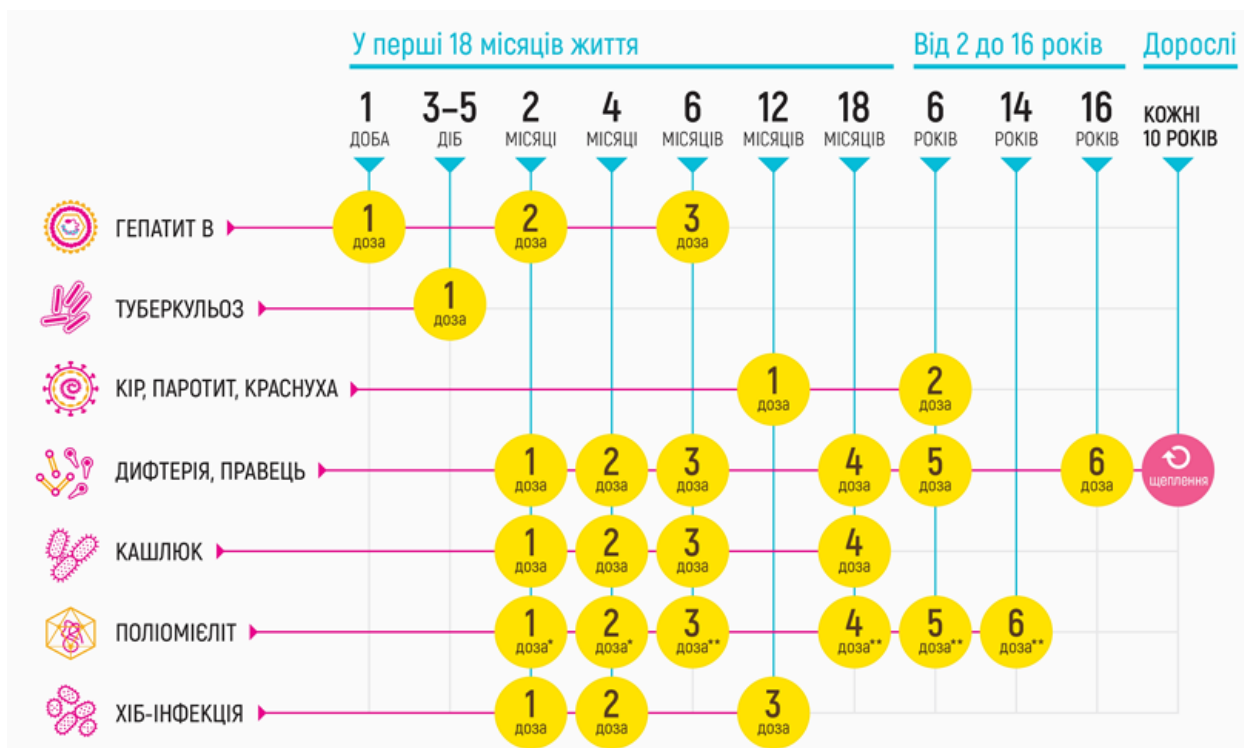 У перші 18 місяців життя Від 2 до 16 років Дорослі
1 3–5 2 4 6 12 18 6 14 16 КОЖНІ
ДОБА ДІБ МІСЯЦІ МІСЯЦІ МІСЯЦІВ МІСЯЦІВ МІСЯЦІВ РОКІВ РОКІВ РОКІВ 10 РОКІВ
ГЕПАТИТ В 1 2 3
доза доза доза
ТУБЕРКУЛЬОЗ 1
доза
КІР, ПАРОТИТ, КРАСНУХА 1 2
доза доза
ДИФТЕРІЯ, ПРАВЕЦЬ 1 2 3 4 5 6
доза доза доза доза доза доза щеплення
КАШЛЮК 1 2 3 4
доза доза доза доза
ПОЛІОМІЄЛІТ 1 2 3 4 5 6
доза* доза* доза** доза** доза** доза**
ХІБ-ІНФЕКЦІЯ 1 2 3
доза доза доза